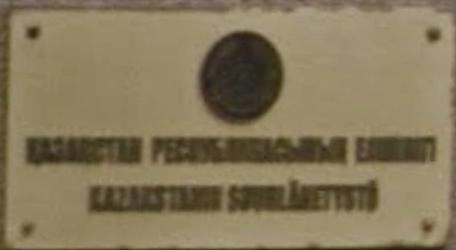 ҚАЗАҚСТАН РЕСПУБЛИКАСЫНЫҢ ЕЛШІЛІГІ
KAZAKSTANIN SUURLÄHETYSTÖ